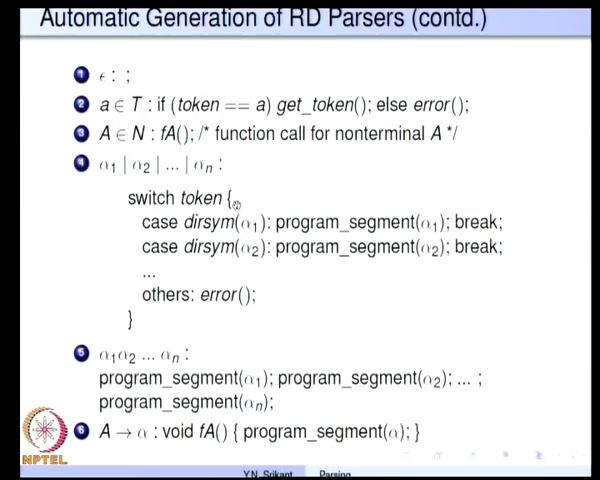 Automatic Generation of RD Parsers (contd.)
1 ϵ : ;
2 a ∈ T : if (token == a) get_token(); else error();
3 A ∈ N : fA(); /* function call for nonterminal A */
4 α1 | α2 | ... | αn :
switch token {
case dirsym(α1): program_segment(α1); break;
case dirsym(α2): program_segment(α2); break;
...
others: error();
}
5 α1α2 ... αn :
program_segment(α1); program_segment(α2); ... ;
program_segment(αn);
6 A → α : void fA() { program_segment(α); }
NPTEL
Y.N. Srikant Parsing